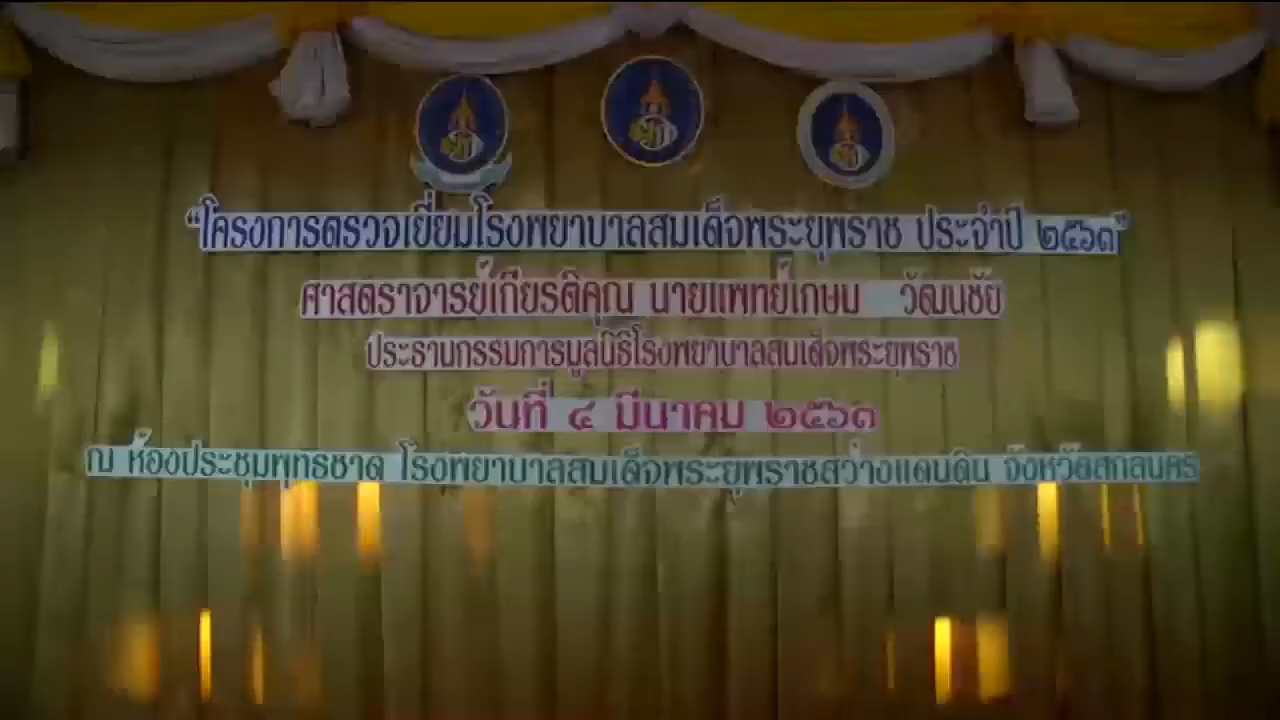 “โครงการตรวจเยี่ยมโรงพยาบาลสมเด็จพระยุพราช ประจำปี ๒๕๖๑”
ศาสตราจารย์เกียรติคุณ นายแพทย์เกษม วัฒนชัย
ประธานกรรมการมูลนิธิโรงพยาบาลสมเด็จพระยุพราช
วันที่ ๔ มีนาคม ๒๕๖๑
ณ ห้องประชุมพุทธชาด โรงพยาบาลสมเด็จพระยุพราชสว่างแดนดิน จังหวัดสกลนคร